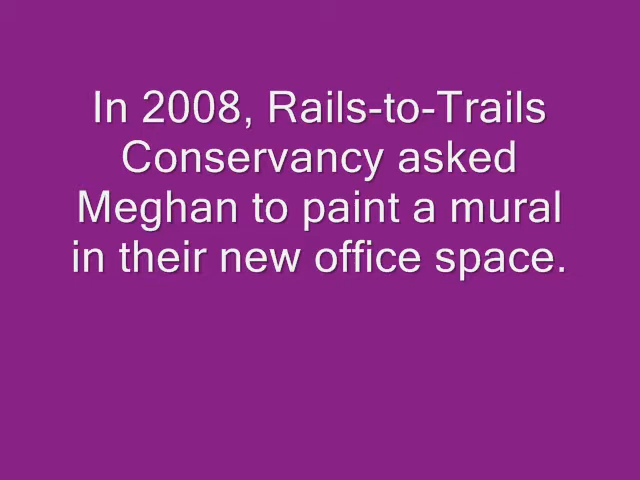 In 2008, Rails-to-Trails
Conservancy asked
Meghan to paint a mural
in their new office space.